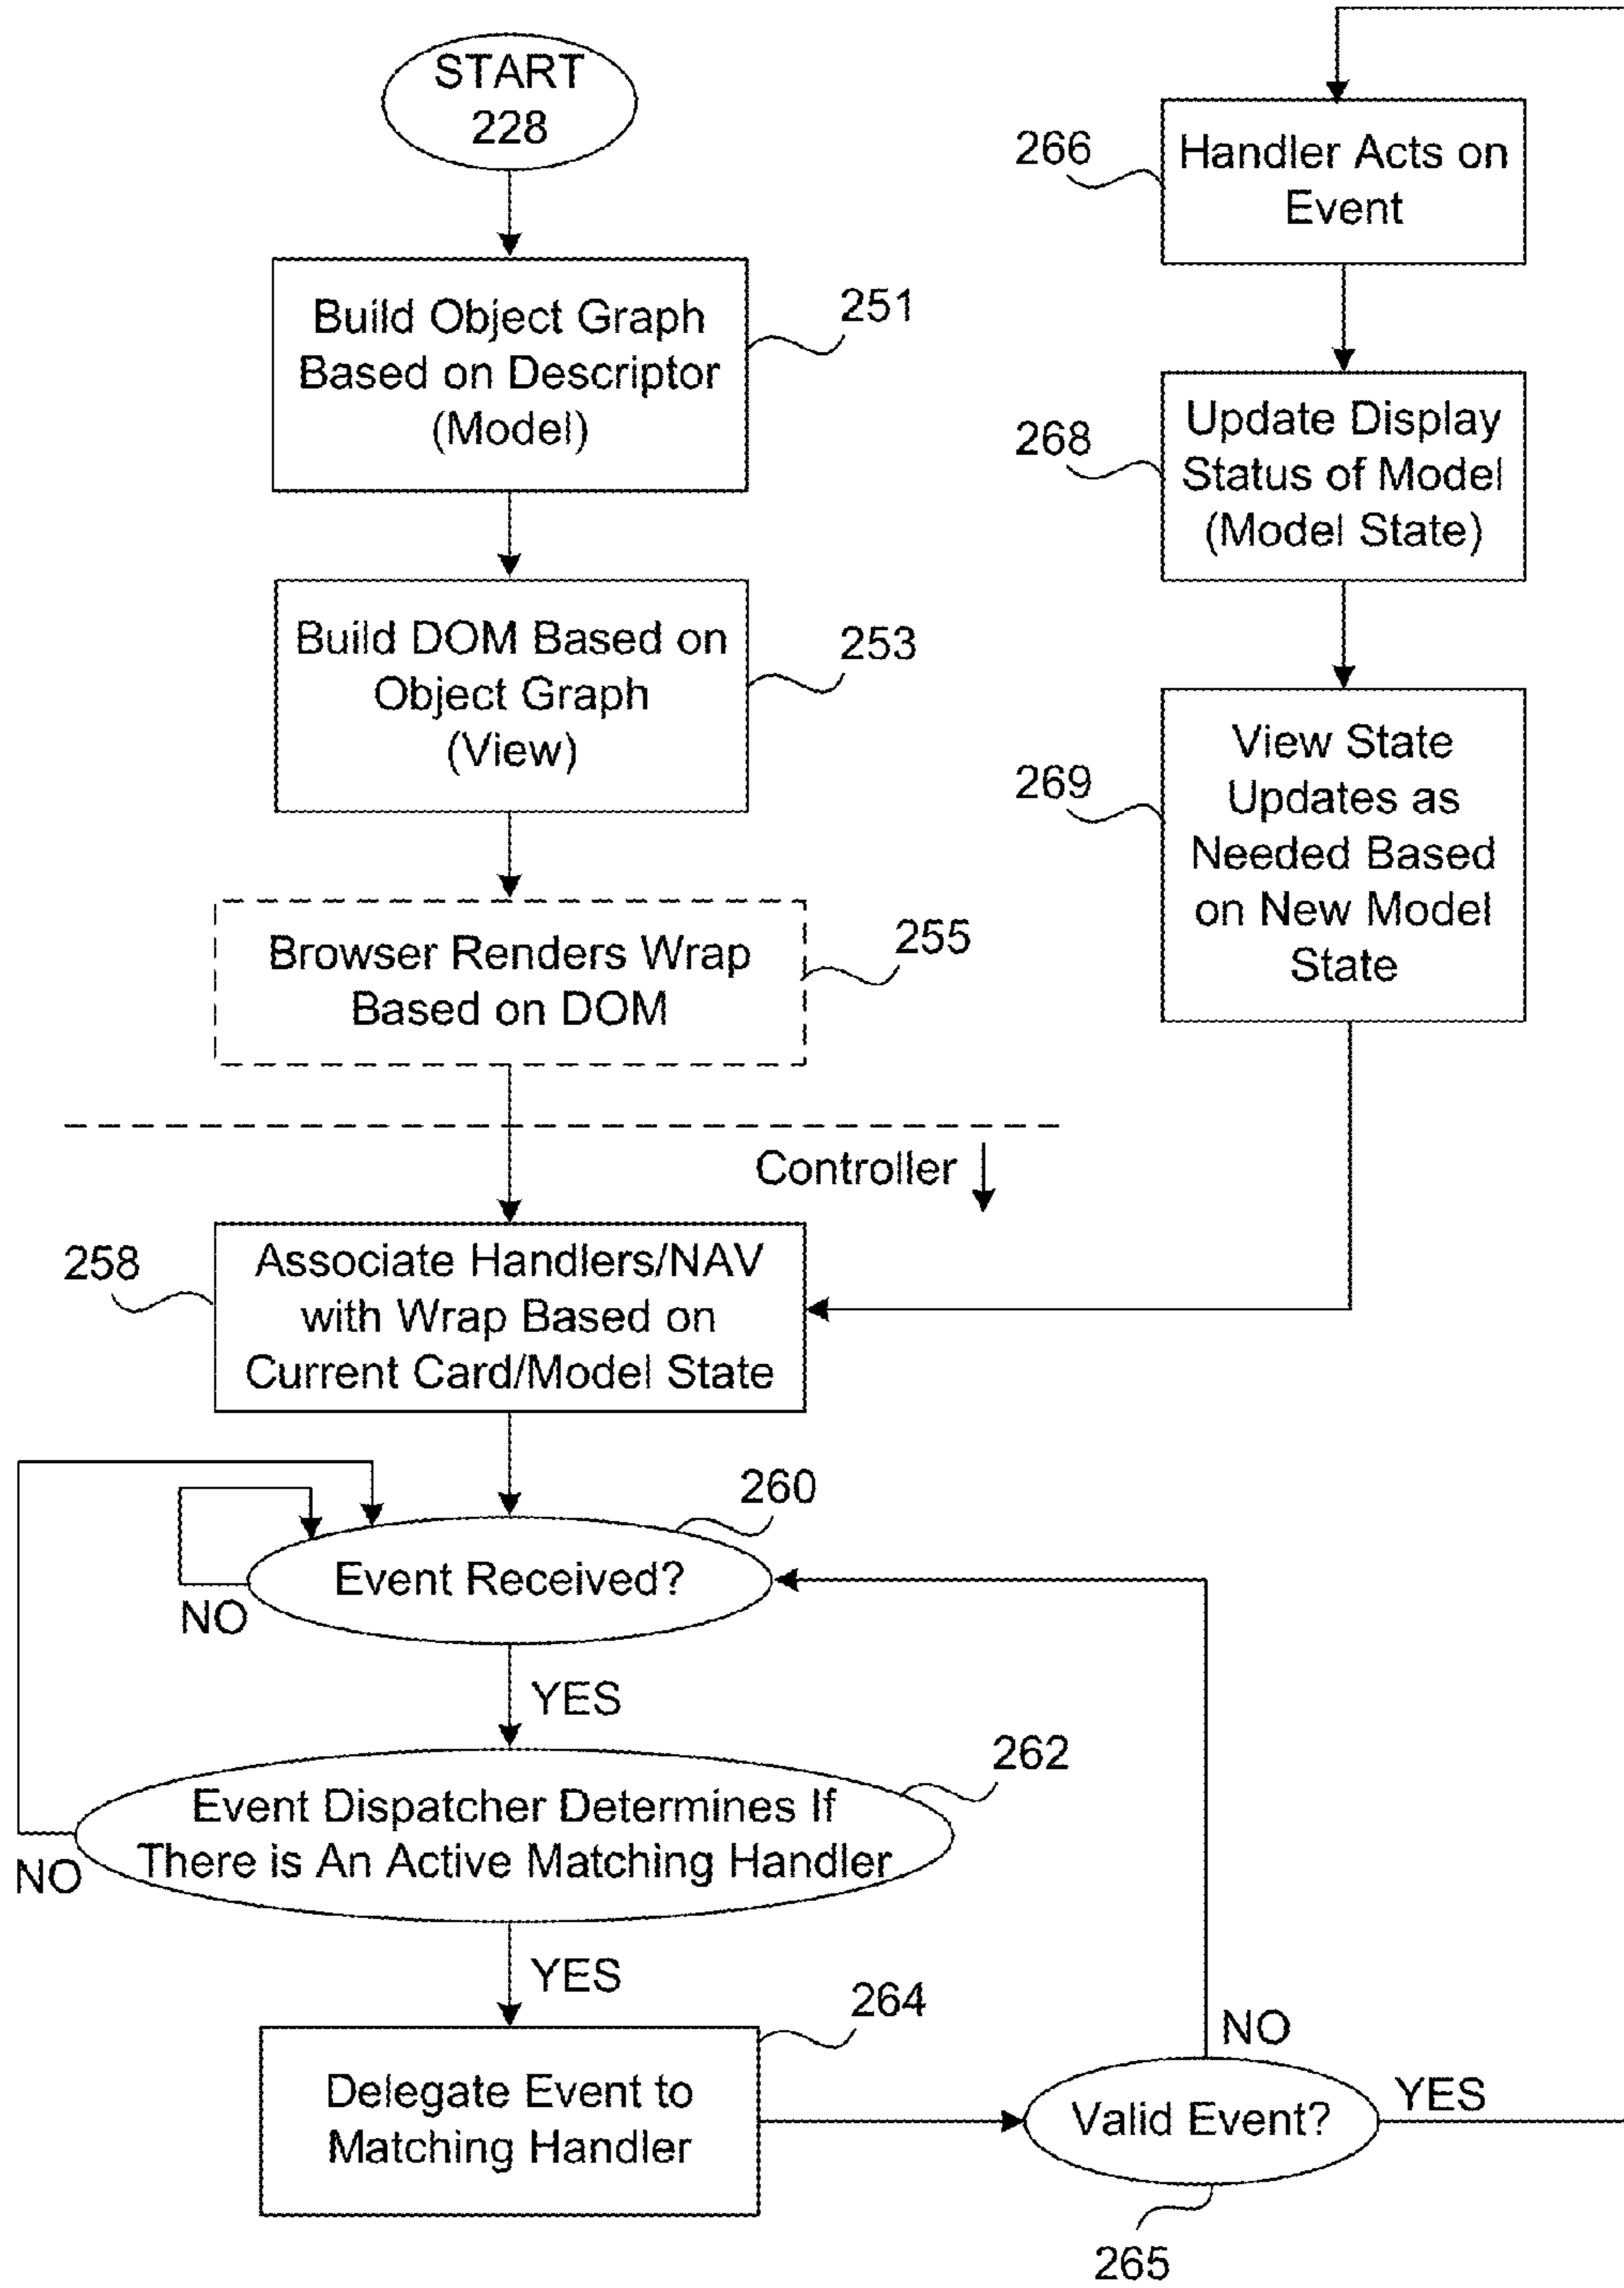 START
228
Build Object Graph
Based on Descriptor
(Model)
251
Build DOM Based on
Object Graph
(View)
253
Browser Renders Wrap
Based on DOM
255
Controller
258
Associate Handlers/NAV
with Wrap Based on
Current Card/Model State
260
Event Received?
NO
YES
262
Event Dispatcher Determines If
There is An Active Matching Handler
NO
YES
264
Delegate Event to
Matching Handler
NO
Valid Event?
YES
265
266
Handler Acts on
Event
268
Update Display
Status of Model
(Model State)
269
View State
Updates as
Needed Based
on New Model
State